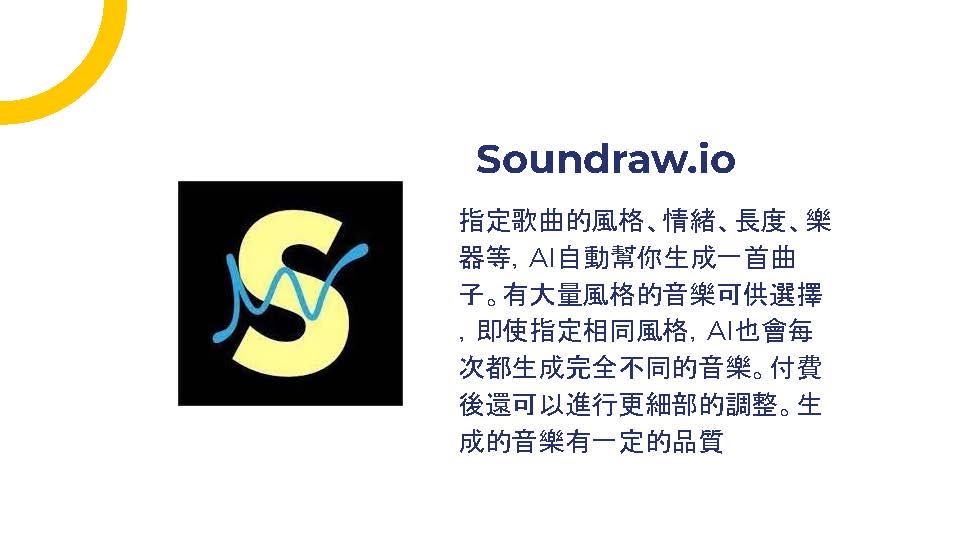 Soundraw.io
指定歌曲的風格、情緒、長度、樂
器等, AI自動幫你生成一首曲
子。有大量風格的音樂可供選擇
, 即使指定相同風格, AI也會每
次都生成完全不同的音樂。付費
後還可以進行更細部的調整。生
成的音樂有一定的品質
S